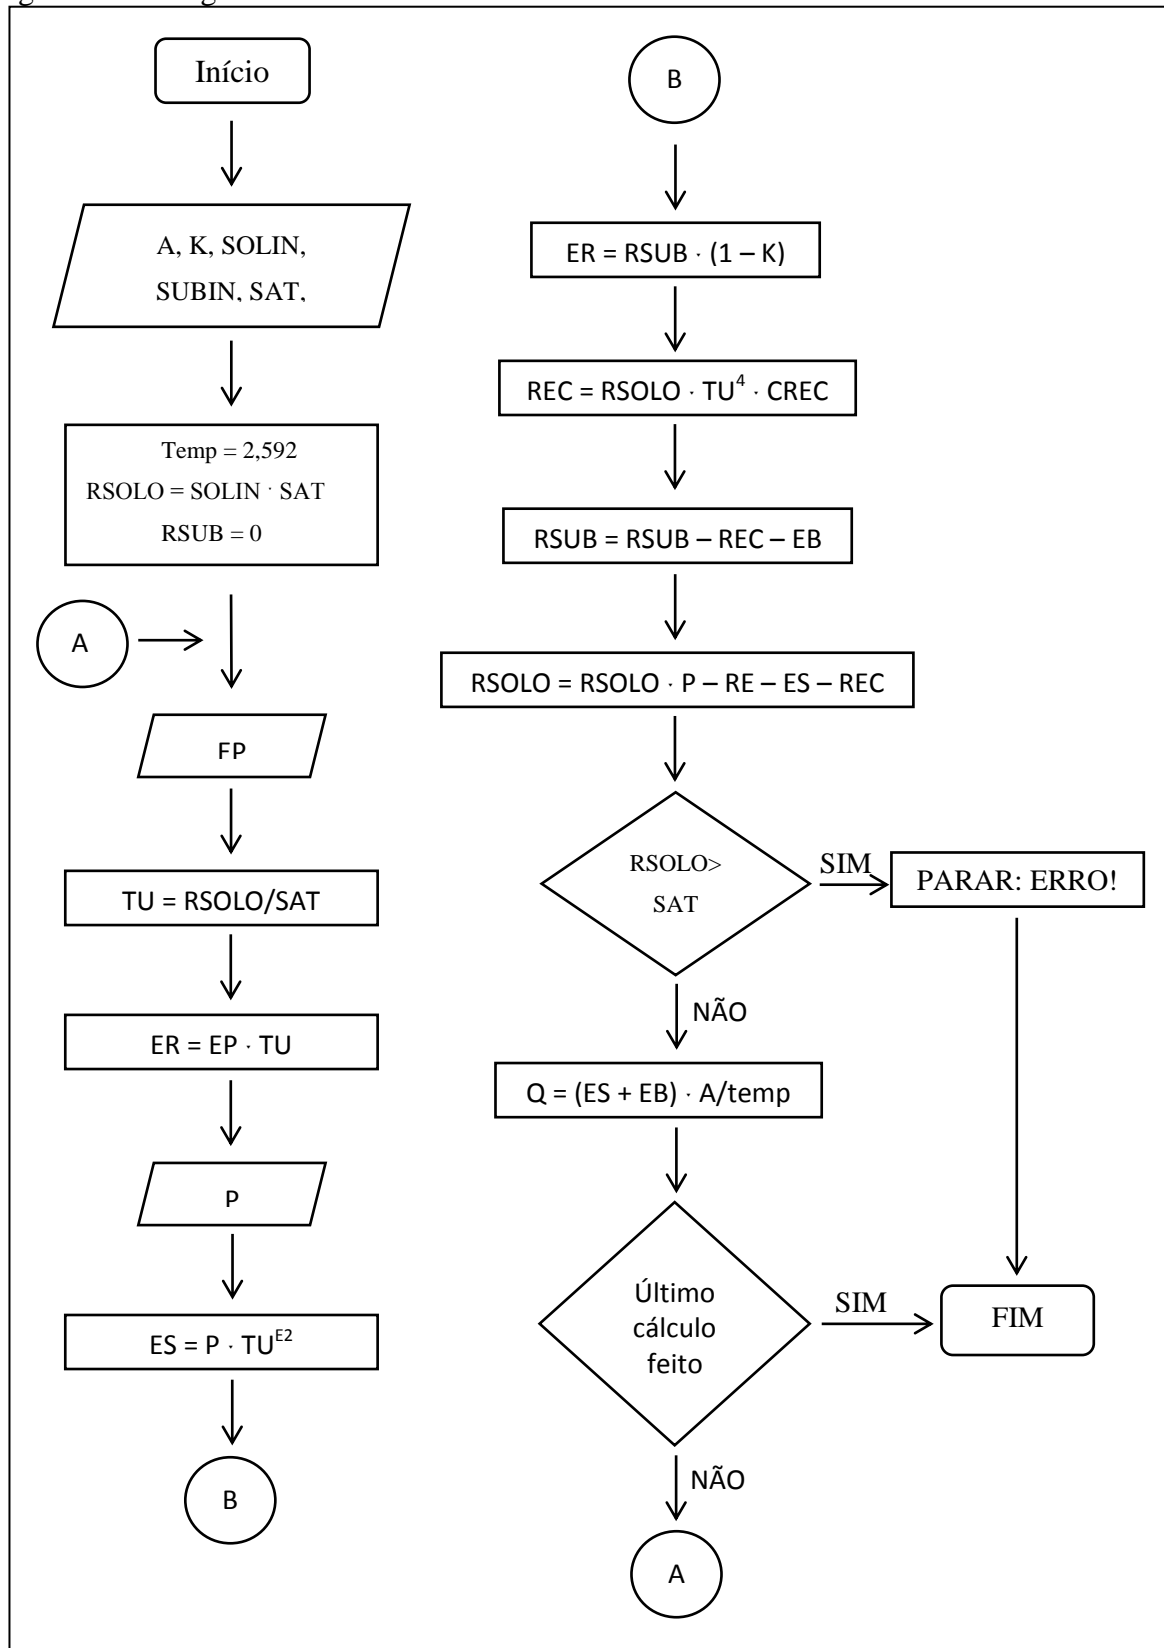 Início
A, K, SOLIN,
SUBIN, SAT,
Temp = 2,592
RSOLO = SOLIN · SAT
RSUB = 0
A
EP
TU = RSOLO/SAT
ER = EP · TU
P
ES = P · TU^E2
B
B
ER = RSUB · (1 – K)
REC = RSOLO · TU^4 · CREC
RSUB = RSUB – REC – EB
RSOLO = RSOLO · P – RE – ES – REC
RSOLO>
SAT
SIM
PARAR: ERRO!
NÃO
Q = (ES + EB) · A/temp
Último
cálculo
feito
SIM
FIM
NÃO
A